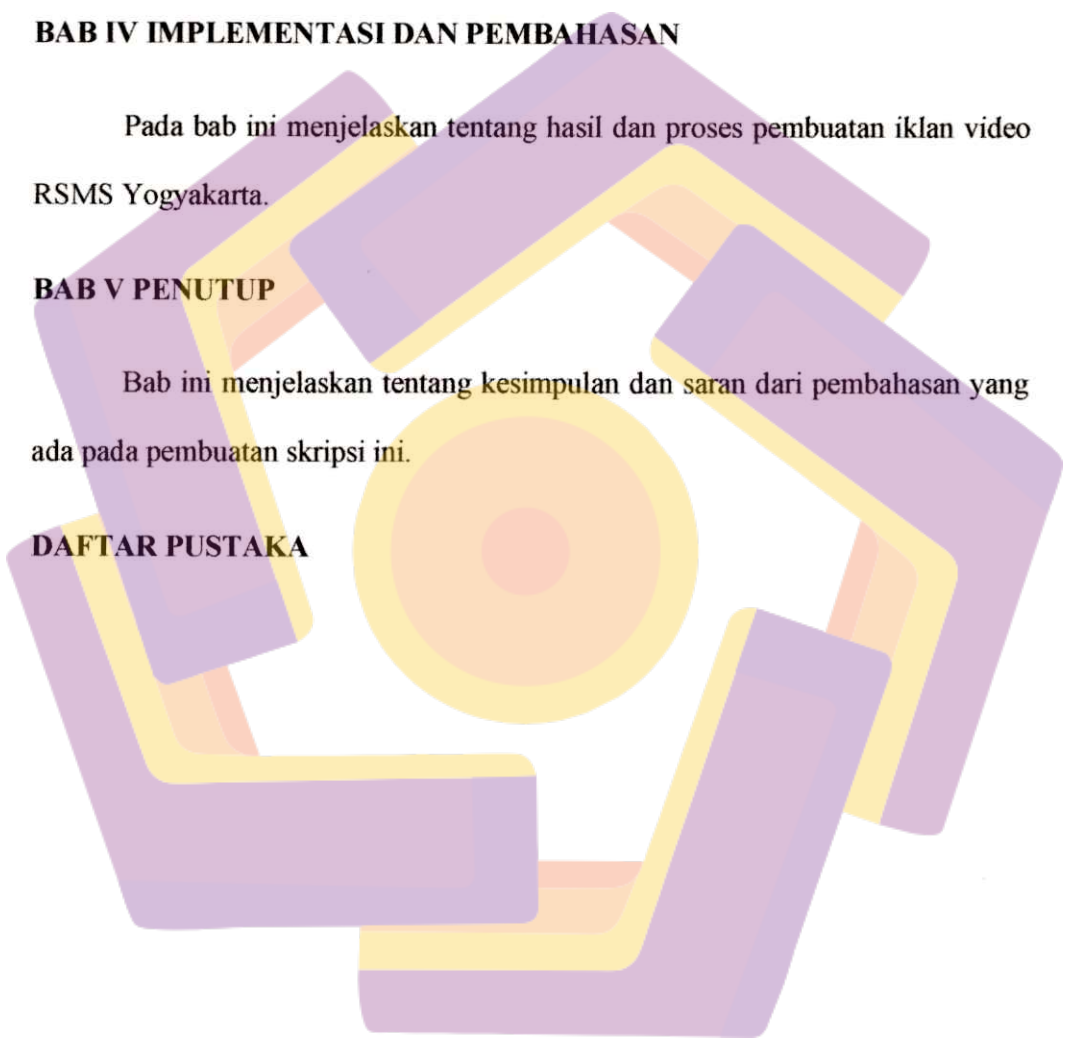 BAB IV IMPLEMENTASI DAN PEMBAHASAN
Pada bab ini menjelaskan tentang hasil dan proses pembuatan iklan video
RSMS Yogyakarta.
BAB V PENUTUP
Bab ini menjelaskan tentang kesimpulan dan saran dari pembahasan yang
ada pada pembuatan skripsi ini.
DAFTAR PUSTAKA